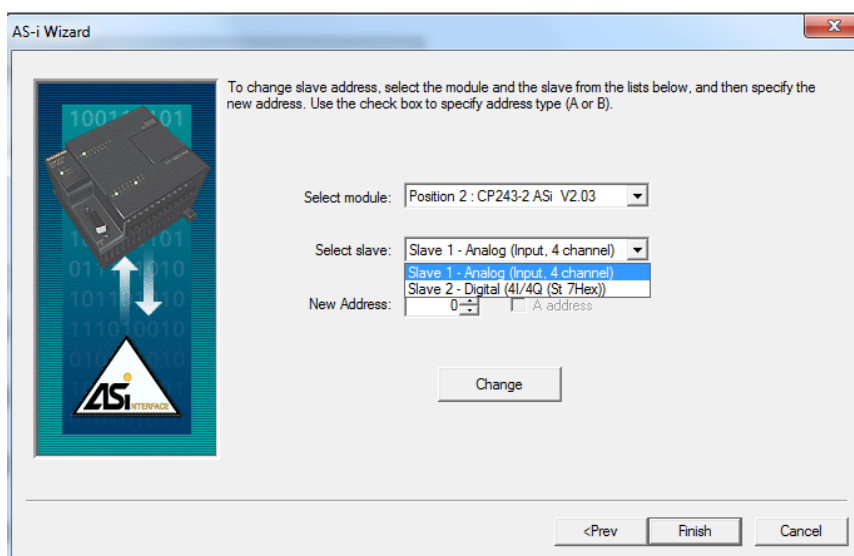 AS-i Wizard
To change slave address, select the module and the slave from the lists below, and then specify the
new address. Use the check box to specify address type (A or B).
Select module: Position 2 : CP243-2 ASi V2.03
Select slave: Slave 1 - Analog (Input, 4 channel)
Slave 1 - Analog (Input, 4 channel)
Slave 2 - Digital (4I/4Q (St 7Hex))
New Address: 0 A address
Change
ASi INTERFACE
<Prev Finish Cancel